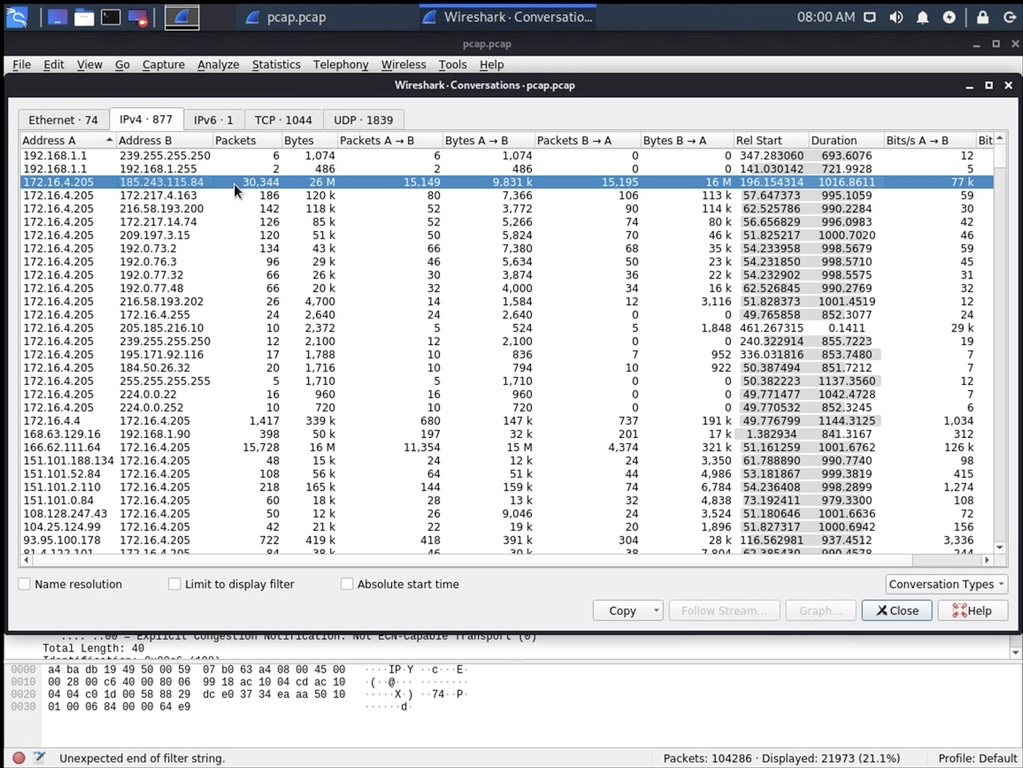 pcap.pcap
Wireshark · Conversatio...
08:00 AM
pcap.pcap
File Edit View Go Capture Analyze Statistics Telephony Wireless Tools Help
Wireshark · Conversations · pcap.pcap
Ethernet · 74 IPv4 · 877 IPv6 · 1 TCP · 1044 UDP · 1839
Address A Address B Packets Bytes Packets A → B Bytes A → B Packets B → A Bytes B → A Rel Start Duration Bits/s A → B Bit
192.168.1.1 239.255.255.250 6 1,074 6 1,074 0 0 347.283060 693.6076 12
192.168.1.1 192.168.1.255 2 486 2 486 0 0 141.030142 721.9928 5
172.16.4.205 185.243.115.84 30,344 26 M 15,149 9,831 k 15,195 16 M 196.154314 1016.8611 77 k
172.16.4.205 172.217.4.163 186 120 k 80 7,366 106 113 k 57.647373 995.1059 59
172.16.4.205 216.58.193.200 142 118 k 52 3,772 90 114 k 62.525786 990.2284 30
172.16.4.205 172.217.14.74 126 85 k 52 5,266 74 80 k 56.656829 996.0983 42
172.16.4.205 209.197.3.15 120 51 k 50 5,824 70 46 k 51.825217 1000.7020 46
172.16.4.205 192.0.73.2 134 43 k 66 7,380 68 35 k 54.233958 998.5679 59
172.16.4.205 192.0.76.3 96 29 k 46 5,634 50 23 k 54.231850 998.5710 45
172.16.4.205 192.0.77.32 66 26 k 30 3,874 36 22 k 54.232902 998.5575 31
172.16.4.205 192.0.77.48 66 20 k 32 4,000 34 16 k 62.526845 990.2769 32
172.16.4.205 216.58.193.202 26 4,700 14 1,584 12 3,116 51.828373 1001.4519 12
172.16.4.205 172.16.4.255 24 2,640 24 2,640 0 0 49.765858 852.3077 24
172.16.4.205 205.185.216.10 10 2,372 5 524 5 1,848 461.267315 0.1411 29 k
172.16.4.205 239.255.255.250 12 2,100 12 2,100 0 0 240.322914 855.7223 19
172.16.4.205 195.171.92.116 17 1,788 10 836 7 952 336.031816 853.7480 7
172.16.4.205 184.50.26.32 20 1,716 10 794 10 922 50.387494 851.7212 7
172.16.4.205 255.255.255.255 5 1,710 5 1,710 0 0 50.382223 1137.3560 12
172.16.4.205 224.0.0.22 16 960 16 960 0 0 49.771477 1042.4728 7
172.16.4.205 224.0.0.252 10 720 10 720 0 0 49.770532 852.3245 6
172.16.4.4 172.16.4.205 1,417 339 k 680 147 k 737 191 k 49.776799 1144.3125 1,034
168.63.129.16 192.168.1.90 398 50 k 197 32 k 201 17 k 1.382934 841.3167 312
166.62.111.64 172.16.4.205 15,728 16 M 11,354 15 M 4,374 321 k 51.161259 1001.6762 126 k
151.101.188.134 172.16.4.205 48 15 k 24 12 k 24 3,350 61.788890 990.7740 98
151.101.52.84 172.16.4.205 108 56 k 64 51 k 44 4,986 53.181867 999.3819 415
151.101.2.110 172.16.4.205 218 165 k 144 159 k 74 6,784 54.236408 998.2899 1,274
151.101.0.84 172.16.4.205 60 18 k 28 13 k 32 4,838 73.192411 979.3300 108
108.128.247.43 172.16.4.205 50 12 k 26 9,046 24 3,524 51.180646 1001.6636 72
104.25.124.99 172.16.4.205 42 21 k 22 19 k 20 1,896 51.827317 1000.6942 156
93.95.100.178 172.16.4.205 722 419 k 418 391 k 304 28 k 116.562981 937.4512 3,336
81.4.122.101 172.16.4.205 84 38 k 46 30 k 38 7,804 62.385430 990.4578 244
Name resolution Limit to display filter Absolute start time Conversation Types
Copy Follow Stream... Graph... Close Help
.... ..00 = Explicit Congestion Notification: Not ECN-Capable Transport (0)
Total Length: 40
0000 a4 ba db 19 49 50 00 59 07 b0 63 a4 08 00 45 00 ····IP·Y ··c···E·
0010 00 28 00 c6 40 00 80 06 99 18 ac 10 04 cd ac 10 ·(··@··· ········
0020 04 04 c0 1d 00 58 88 29 dc e0 37 34 ea aa 50 10 ·····X·) ··74··P·
0030 01 00 06 84 00 00 64 e9 ······d·
Unexpected end of filter string.
Packets: 104286 · Displayed: 21973 (21.1%)
Profile: Default